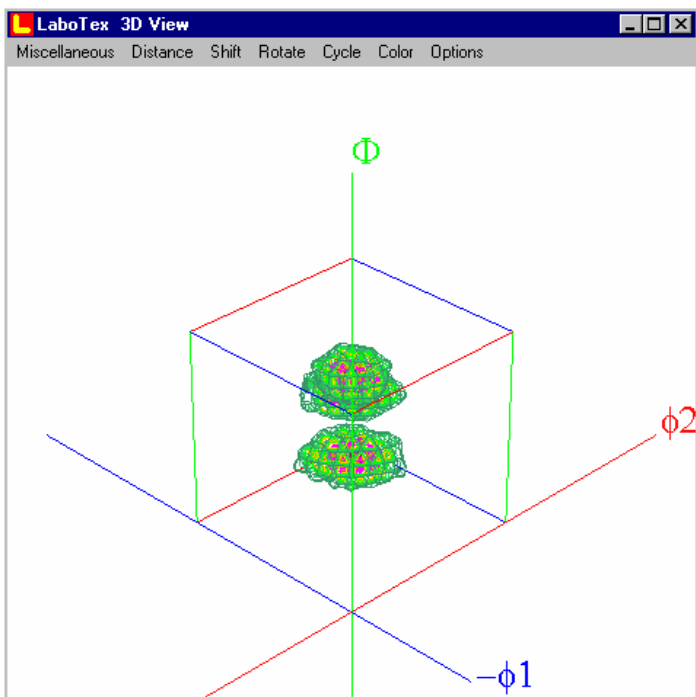 LaboTex 3D View
Miscellaneous Distance Shift Rotate Cycle Color Options
Φ
ϕ2
−ϕ1